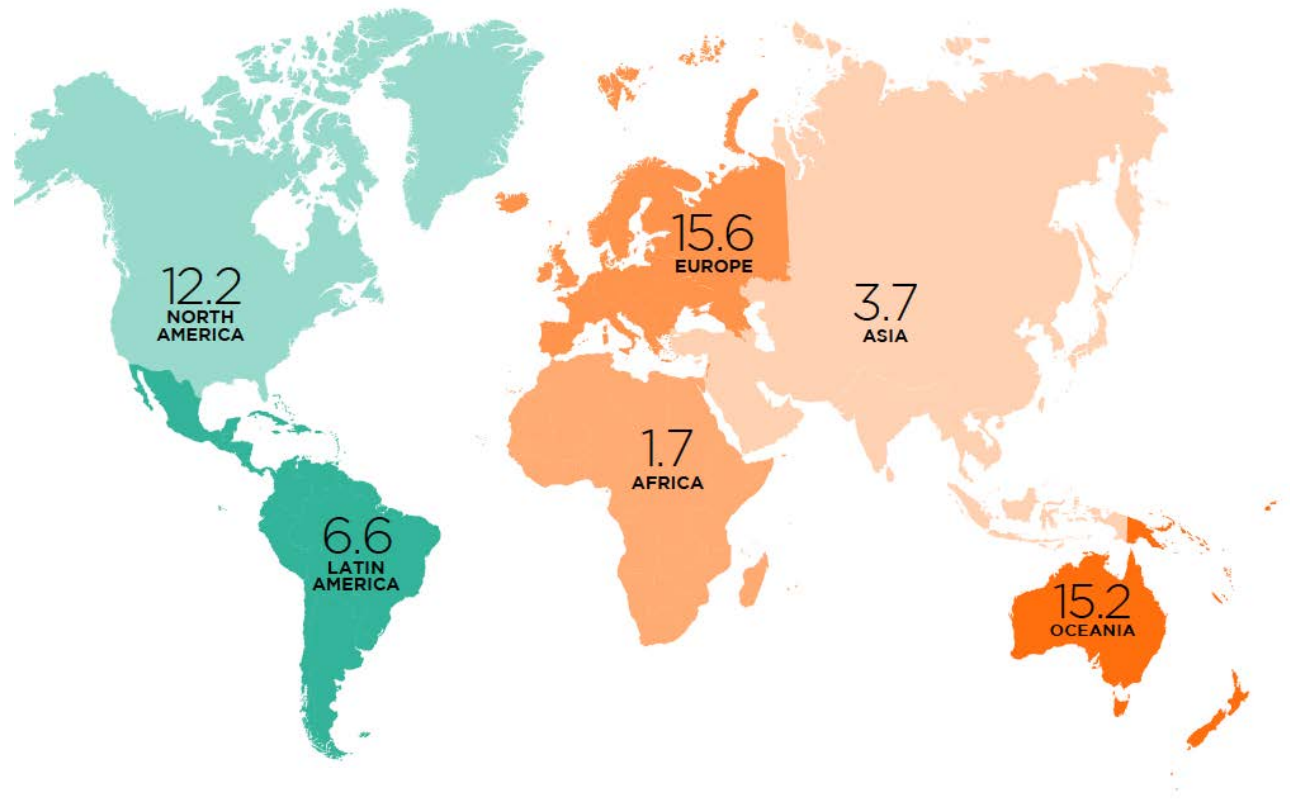 15.6
EUROPE
12.2
NORTH
AMERICA
3.7
ASIA
1.7
AFRICA
6.6
LATIN
AMERICA
15.2
OCEANIA